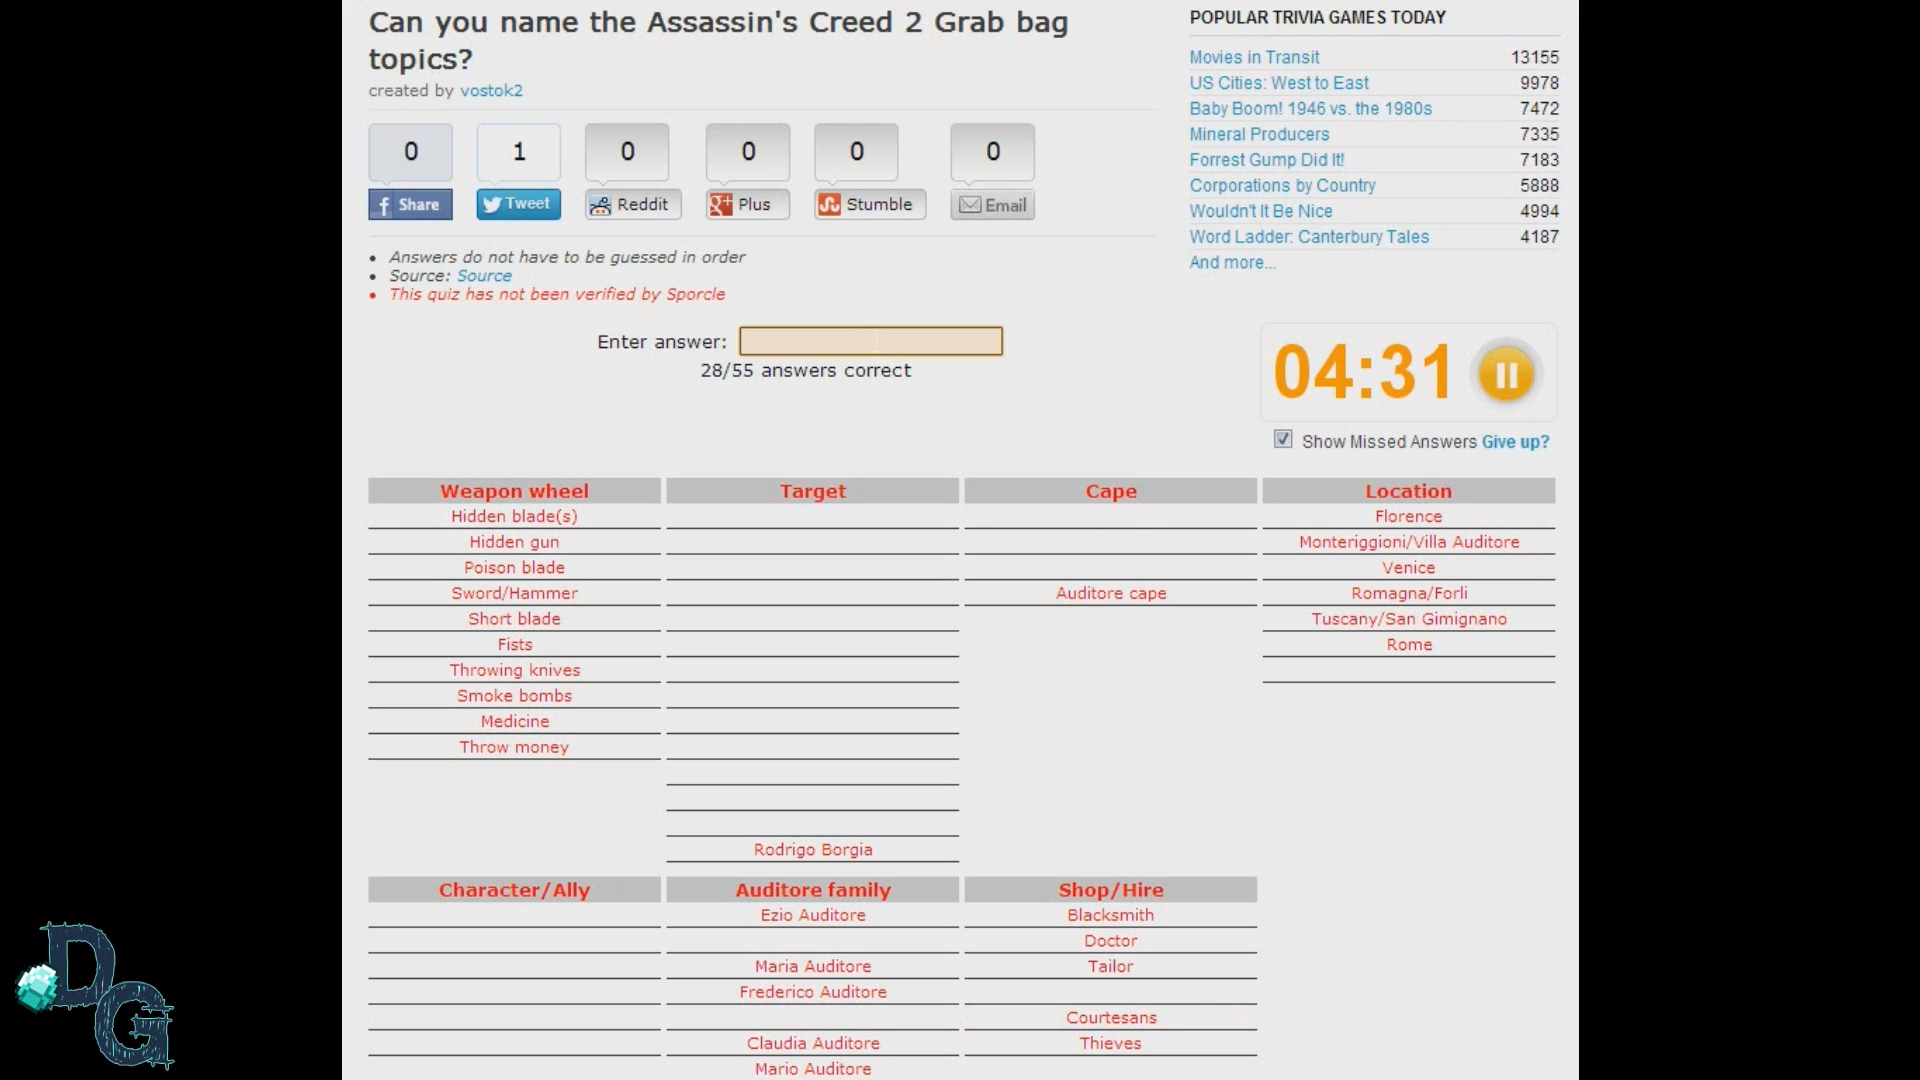 Can you name the Assassin's Creed 2 Grab bag
topics?
created by vostok2
0 1 0 0 0 0
Share Tweet Reddit Plus Stumble Email
Answers do not have to be guessed in order
Source: Source
This quiz has not been verified by Sporcle
POPULAR TRIVIA GAMES TODAY
Movies in Transit 13155
US Cities: West to East 9978
Baby Boom! 1946 vs. the 1980s 7472
Mineral Producers 7335
Forrest Gump Did It! 7183
Corporations by Country 5888
Wouldn't It Be Nice 4994
Word Ladder: Canterbury Tales 4187
And more...
Enter answer:
28/55 answers correct
04:31
Show Missed Answers Give up?
Weapon wheel
Hidden blade(s)
Hidden gun
Poison blade
Sword/Hammer
Short blade
Fists
Throwing knives
Smoke bombs
Medicine
Throw money
Target
Rodrigo Borgia
Cape
Auditore cape
Location
Florence
Monteriggioni/Villa Auditore
Venice
Romagna/Forli
Tuscany/San Gimignano
Rome
Character/Ally
Auditore family
Ezio Auditore
Maria Auditore
Frederico Auditore
Claudia Auditore
Mario Auditore
Shop/Hire
Blacksmith
Doctor
Tailor
Courtesans
Thieves
DG